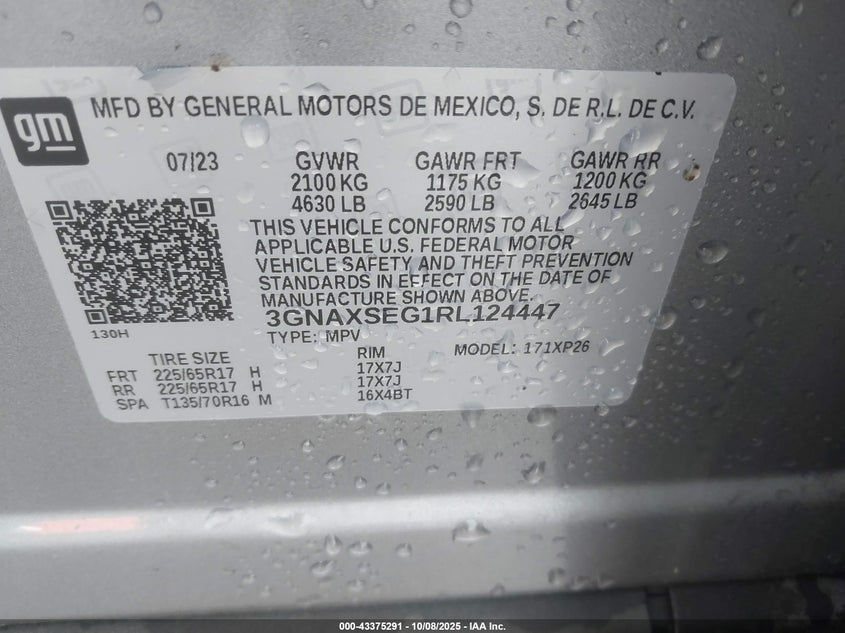 gm
MFD BY GENERAL MOTORS DE MEXICO, S. DE R.L. DE C.V.
07/23 GVWR GAWR FRT GAWR RR
2100 KG 1175 KG 1200 KG
4630 LB 2590 LB 2645 LB
THIS VEHICLE CONFORMS TO ALL
APPLICABLE U.S. FEDERAL MOTOR
VEHICLE SAFETY AND THEFT PREVENTION
STANDARDS IN EFFECT ON THE DATE OF
MANUFACTURE SHOWN ABOVE.
3GNAXSEG1RL124447
130H
TYPE: MPV
TIRE SIZE RIM MODEL: 171XP26
FRT 225/65R17 H 17X7J
RR 225/65R17 H 17X7J
SPA T135/70R16 M 16X4BT
000-43375291 - 10/08/2025 - IAA Inc.